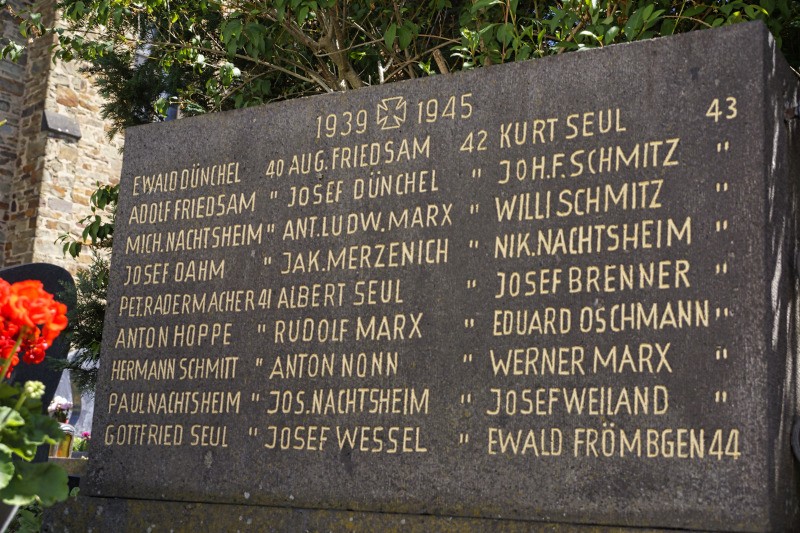 1939 1945
EWALD DÜNCHEL 40 AUG. FRIEDSAM 42 KURT SEUL 43
ADOLF FRIEDSAM " JOSEF DÜNCHEL " JOH.F. SCHMITZ "
MICH. NACHTSHEIM " ANT. LUDW. MARX " WILLI SCHMITZ "
JOSEF DAHM " JAK. MERZENICH " NIK. NACHTSHEIM "
PET. RADERMACHER 41 ALBERT SEUL " JOSEF BRENNER "
ANTON HOPPE " RUDOLF MARX " EDUARD OSCHMANN "
HERMANN SCHMITT " ANTON NONN " WERNER MARX "
PAUL NACHTSHEIM " JOS. NACHTSHEIM " JOSEF WEILAND "
GOTTFRIED SEUL " JOSEF WESSEL " EWALD FRÖMBGEN 44